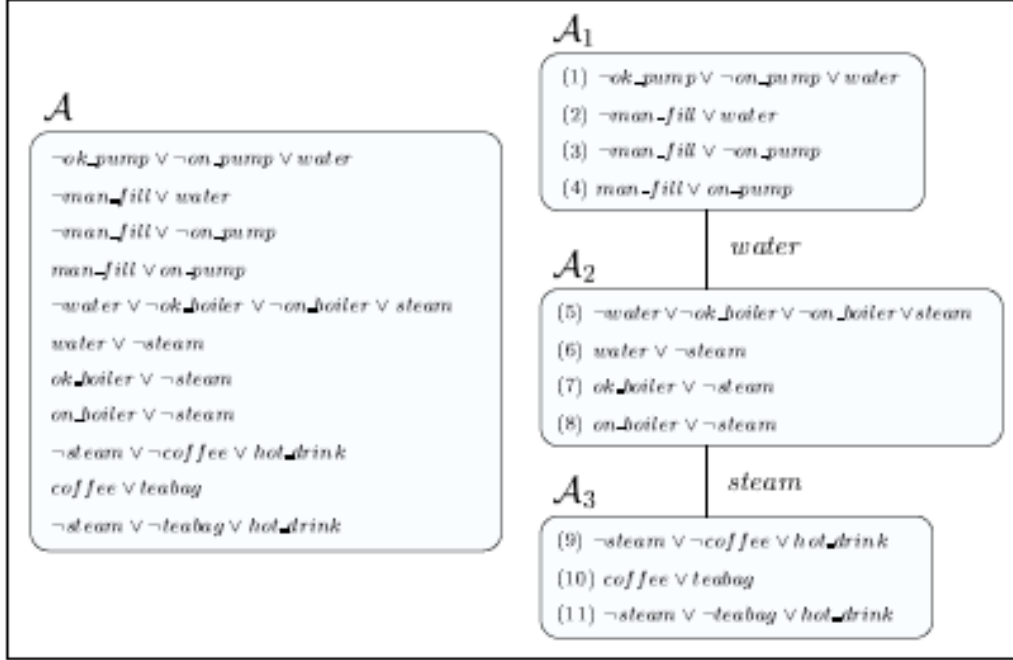 𝒜
¬ok_pump ∨ ¬on_pump ∨ water
¬man_fill ∨ water
¬man_fill ∨ ¬on_pump
man_fill ∨ on_pump
¬water ∨ ¬ok_boiler ∨ ¬on_boiler ∨ steam
water ∨ ¬steam
ok_boiler ∨ ¬steam
on_boiler ∨ ¬steam
¬steam ∨ ¬coffee ∨ hot_drink
coffee ∨ teabag
¬steam ∨ ¬teabag ∨ hot_drink
𝒜₁
(1) ¬ok_pump ∨ ¬on_pump ∨ water
(2) ¬man_fill ∨ water
(3) ¬man_fill ∨ ¬on_pump
(4) man_fill ∨ on_pump
water
𝒜₂
(5) ¬water ∨ ¬ok_boiler ∨ ¬on_boiler ∨ steam
(6) water ∨ ¬steam
(7) ok_boiler ∨ ¬steam
(8) on_boiler ∨ ¬steam
steam
𝒜₃
(9) ¬steam ∨ ¬coffee ∨ hot_drink
(10) coffee ∨ teabag
(11) ¬steam ∨ ¬teabag ∨ hot_drink